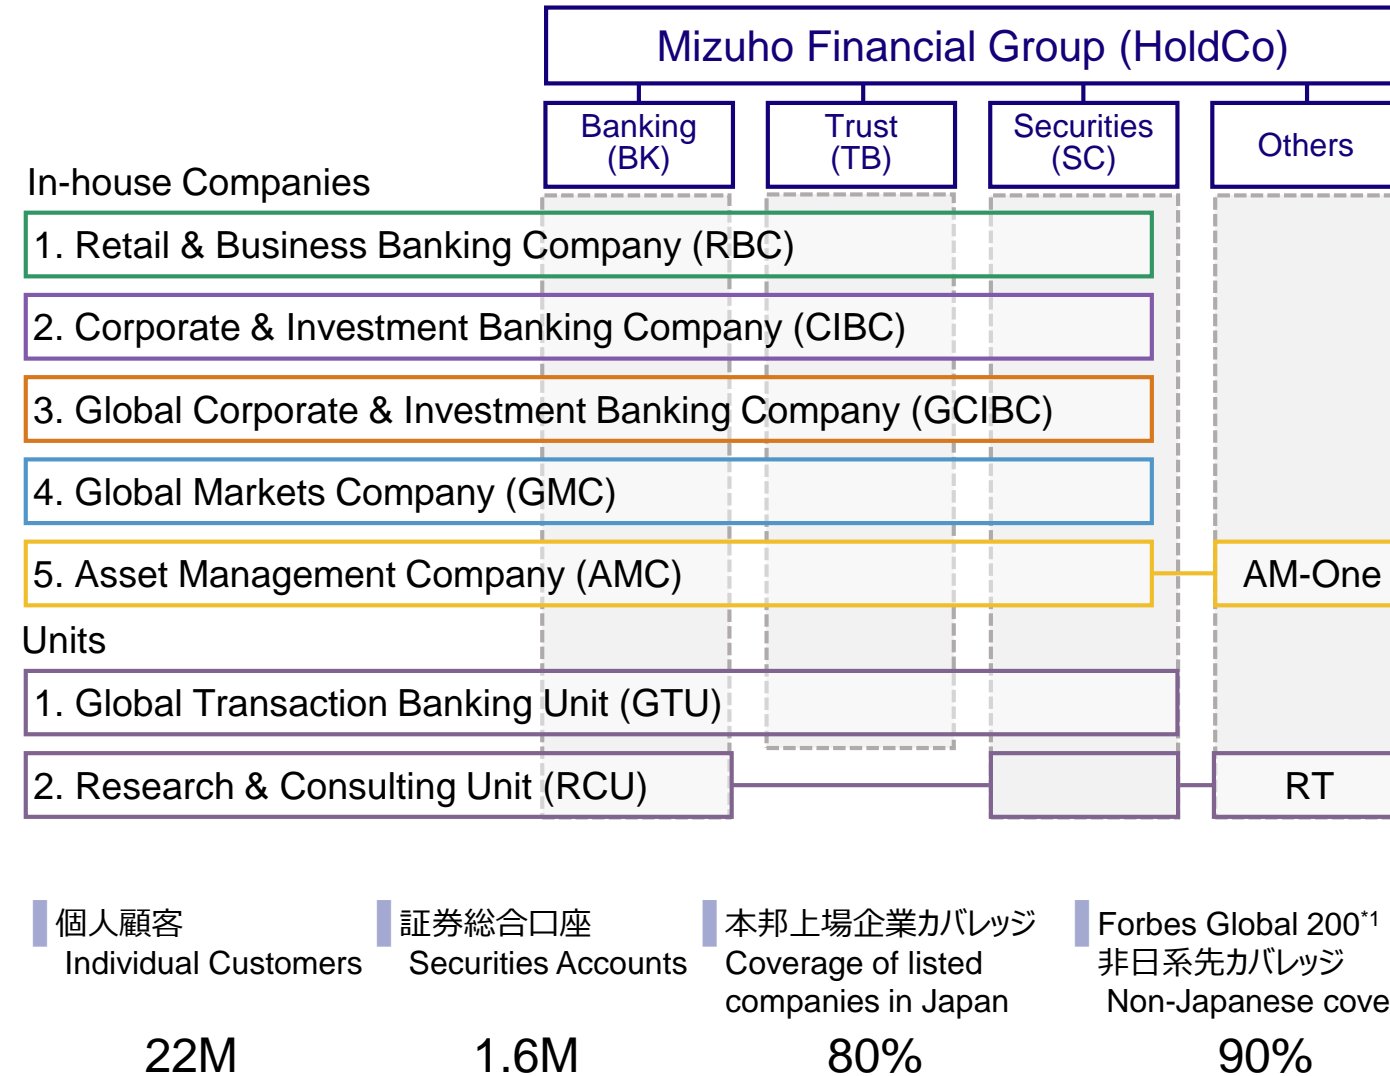 Mizuho Financial Group (HoldCo)
Banking
(BK)
Trust
(TB)
Securities
(SC)
Others
In-house Companies
1. Retail & Business Banking Company (RBC)
2. Corporate & Investment Banking Company (CIBC)
3. Global Corporate & Investment Banking Company (GCIBC)
4. Global Markets Company (GMC)
5. Asset Management Company (AMC)
AM-One
Units
1. Global Transaction Banking Unit (GTU)
2. Research & Consulting Unit (RCU)
RT
個人顧客
Individual Customers
22M
証券総合口座
Securities Accounts
1.6M
本邦上場企業カバレッジ
Coverage of listed
companies in Japan
80%
Forbes Global 200*1
非日系先カバレッジ
Non-Japanese cove
90%